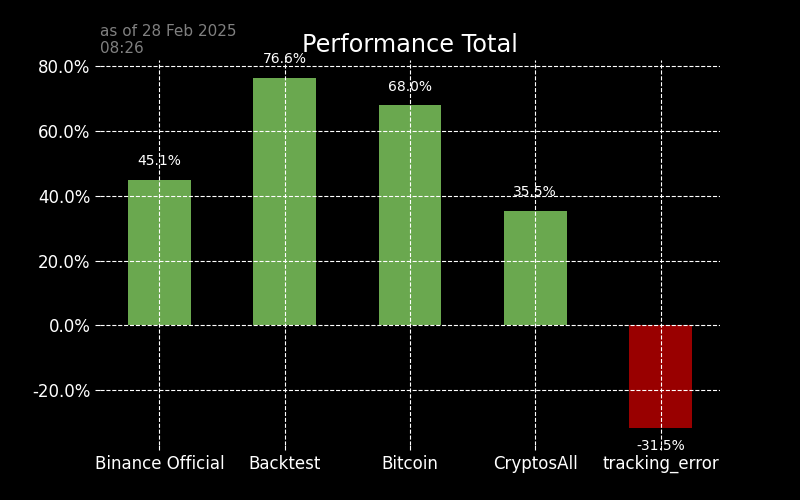 as of 28 Feb 2025
08:26
Performance Total
80.0%
60.0%
40.0%
20.0%
0.0%
-20.0%
45.1%
76.6%
68.0%
35.5%
-31.5%
Binance Official
Backtest
Bitcoin
CryptosAll
tracking_error